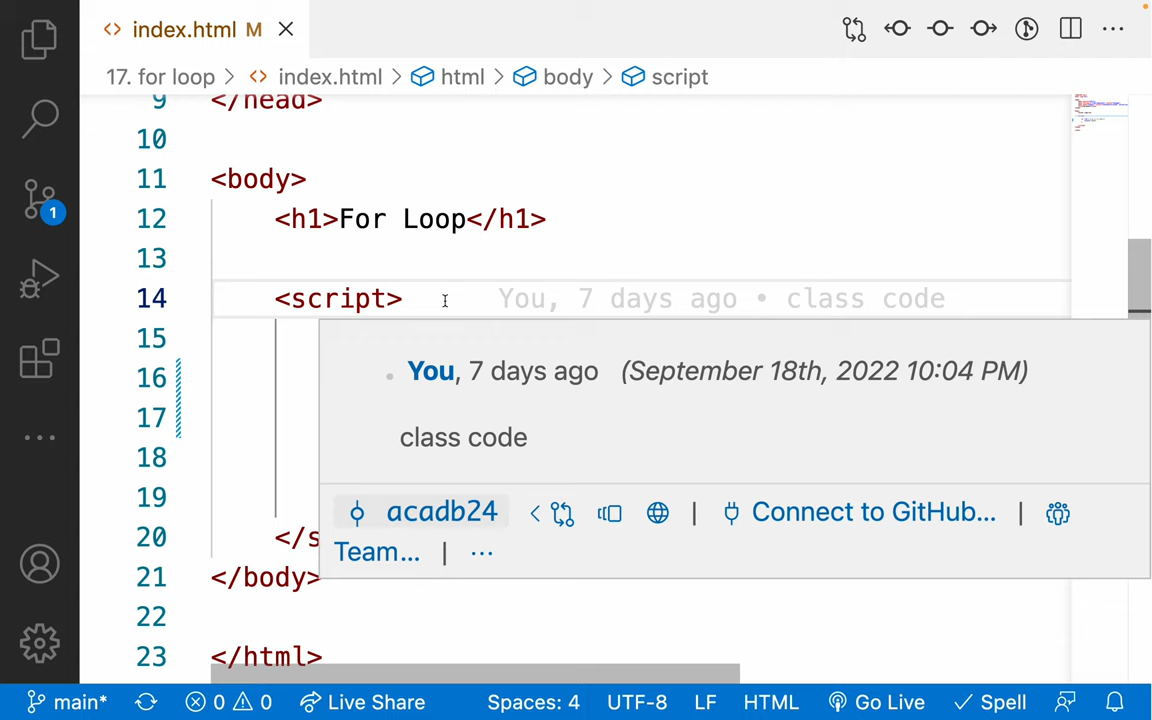 index.html M
17. for loop > index.html > html > body > script
9 </head>
10
11 <body>
12 <h1>For Loop</h1>
13
14 <script> You, 7 days ago • class code
15
16 You, 7 days ago (September 18th, 2022 10:04 PM)
17 class code
18
19 acadb24 | Connect to GitHub... |
20 </s Team... | ...
21 </body>
22
23 </html>
1
main* 0 0 Live Share Spaces: 4 UTF-8 LF HTML Go Live Spell